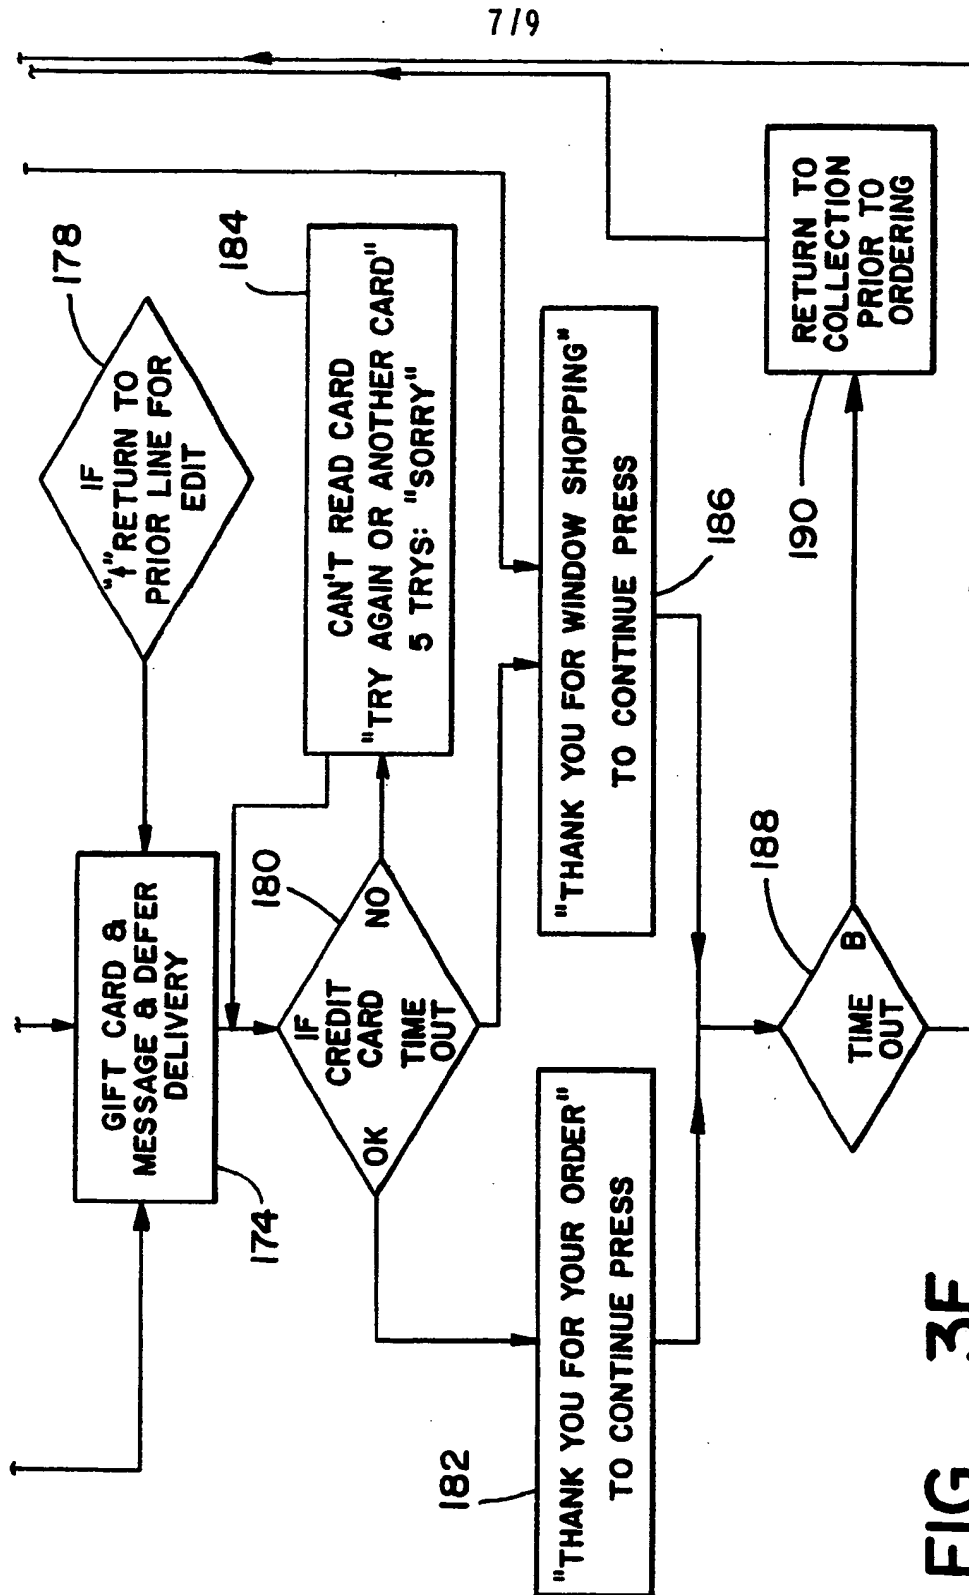 7/9
IF
"↑"RETURN TO
PRIOR LINE FOR
EDIT
178
GIFT CARD &
MESSAGE & DEFER
DELIVERY
174
CAN'T READ CARD
"TRY AGAIN OR ANOTHER CARD"
5 TRYS: "SORRY"
184
IF
CREDIT
CARD
TIME
OUT
OK
NO
180
"THANK YOU FOR YOUR ORDER"
TO CONTINUE PRESS
182
"THANK YOU FOR WINDOW SHOPPING"
TO CONTINUE PRESS
186
TIME
OUT
B
188
RETURN TO
COLLECTION
PRIOR TO
ORDERING
190